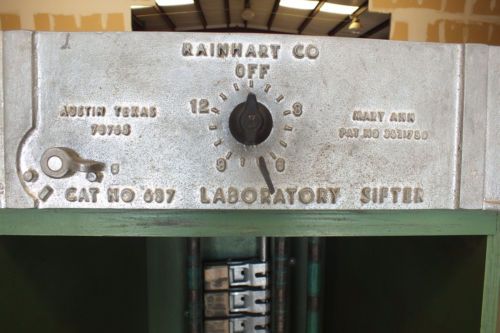 RAINHART CO
OFF
12
3
9
6
AUSTIN TEXAS
78768
MARY ANN
PAT. NO
CAT NO 637 LABORATORY SIFTER